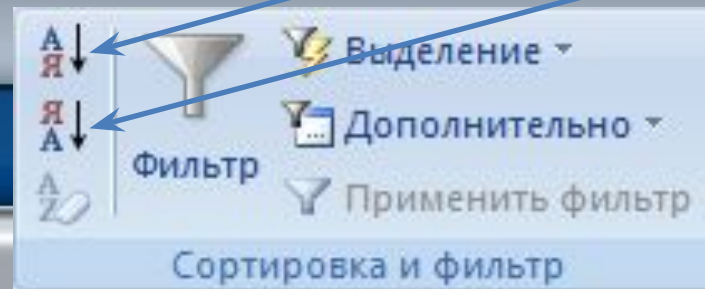 А
Я
Выделение
Я
А
Дополнительно
Фильтр
A
Z
Применить фильтр
Сортировка и фильтр